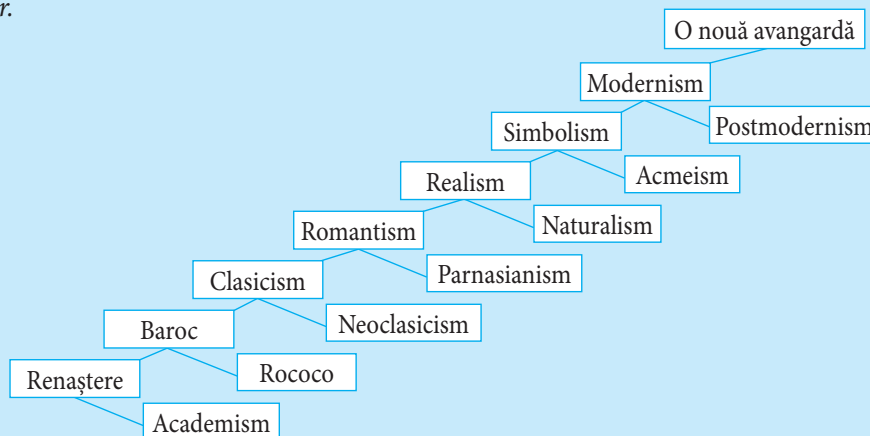 r.
O nouă avangardă
Modernism
Postmodernism
Simbolism
Acmeism
Realism
Naturalism
Romantism
Parnasianism
Clasicism
Neoclasicism
Baroc
Rococo
Renaștere
Academism